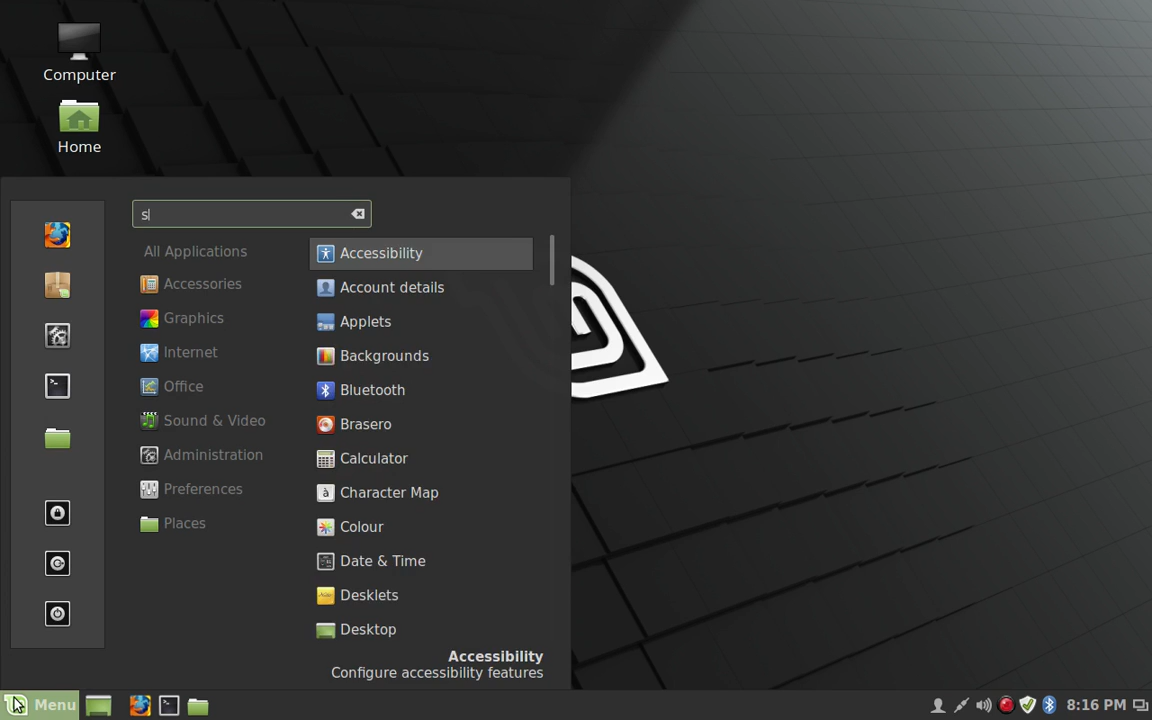 Computer
Home
s
All Applications
Accessories
Graphics
Internet
Office
Sound & Video
Administration
Preferences
Places
Accessibility
Account details
Applets
Backgrounds
Bluetooth
Brasero
Calculator
Character Map
Colour
Date & Time
Desklets
Desktop
Accessibility
Configure accessibility features
Menu
8:16 PM